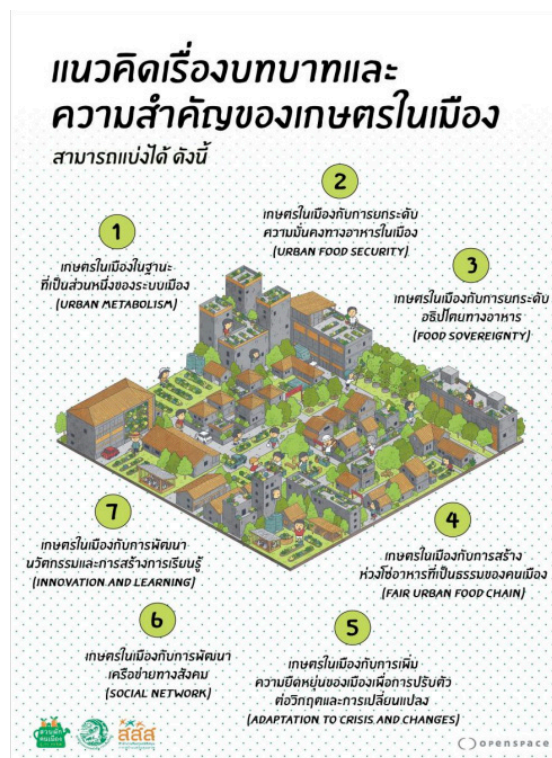 แนวคิดเรื่องบทบาทและ
ความสำคัญของเกษตรในเมือง
สามารถแบ่งได้ ดังนี้
1
เกษตรในเมืองในฐานะ
ที่เป็นส่วนหนึ่งของระบบเมือง
(URBAN METABOLISM)
2
เกษตรในเมืองกับการยกระดับ
ความมั่นคงทางอาหารในเมือง
(URBAN FOOD SECURITY)
3
เกษตรในเมืองกับการยกระดับ
อธิปไตยทางอาหาร
(FOOD SOVEREIGNTY)
4
เกษตรในเมืองกับการสร้าง
ห่วงโซ่อาหารที่เป็นธรรมของคนเมือง
(FAIR URBAN FOOD CHAIN)
5
เกษตรในเมืองกับการเพิ่ม
ความยืดหยุ่นของเมืองเพื่อการปรับตัว
ต่อวิกฤตและการเปลี่ยนแปลง
(ADAPTATION TO CRISIS AND CHANGES)
6
เกษตรในเมืองกับการพัฒนา
เครือข่ายทางสังคม
(SOCIAL NETWORK)
7
เกษตรในเมืองกับการพัฒนา
นวัตกรรมและการสร้างการเรียนรู้
(INNOVATION AND LEARNING)
สวนผัก
คนเมือง
สสส
OPENSPACE